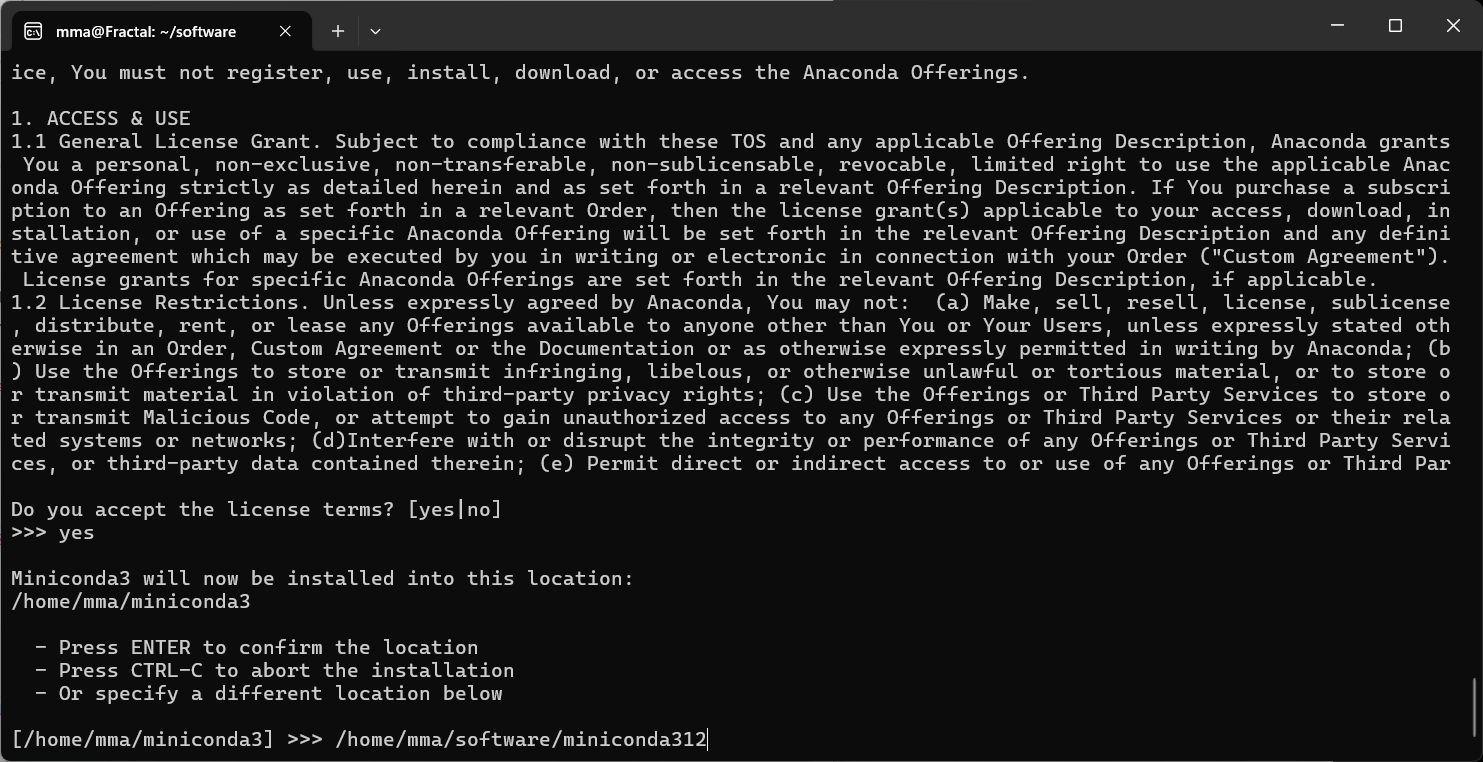 mma@Fractal: ~/software
ice, You must not register, use, install, download, or access the Anaconda Offerings.
1. ACCESS & USE
1.1 General License Grant. Subject to compliance with these TOS and any applicable Offering Description, Anaconda grants
 You a personal, non-exclusive, non-transferable, non-sublicensable, revocable, limited right to use the applicable Anac
onda Offering strictly as detailed herein and as set forth in a relevant Offering Description. If You purchase a subscri
ption to an Offering as set forth in a relevant Order, then the license grant(s) applicable to your access, download, in
stallation, or use of a specific Anaconda Offering will be set forth in the relevant Offering Description and any defini
tive agreement which may be executed by you in writing or electronic in connection with your Order ("Custom Agreement").
 License grants for specific Anaconda Offerings are set forth in the relevant Offering Description, if applicable.
1.2 License Restrictions. Unless expressly agreed by Anaconda, You may not:  (a) Make, sell, resell, license, sublicense
, distribute, rent, or lease any Offerings available to anyone other than You or Your Users, unless expressly stated oth
erwise in an Order, Custom Agreement or the Documentation or as otherwise expressly permitted in writing by Anaconda; (b
) Use the Offerings to store or transmit infringing, libelous, or otherwise unlawful or tortious material, or to store o
r transmit material in violation of third-party privacy rights; (c) Use the Offerings or Third Party Services to store o
r transmit Malicious Code, or attempt to gain unauthorized access to any Offerings or Third Party Services or their rela
ted systems or networks; (d)Interfere with or disrupt the integrity or performance of any Offerings or Third Party Servi
ces, or third-party data contained therein; (e) Permit direct or indirect access to or use of any Offerings or Third Par
Do you accept the license terms? [yes|no]
>>> yes
Miniconda3 will now be installed into this location:
/home/mma/miniconda3
  - Press ENTER to confirm the location
  - Press CTRL-C to abort the installation
  - Or specify a different location below
[/home/mma/miniconda3] >>> /home/mma/software/miniconda312